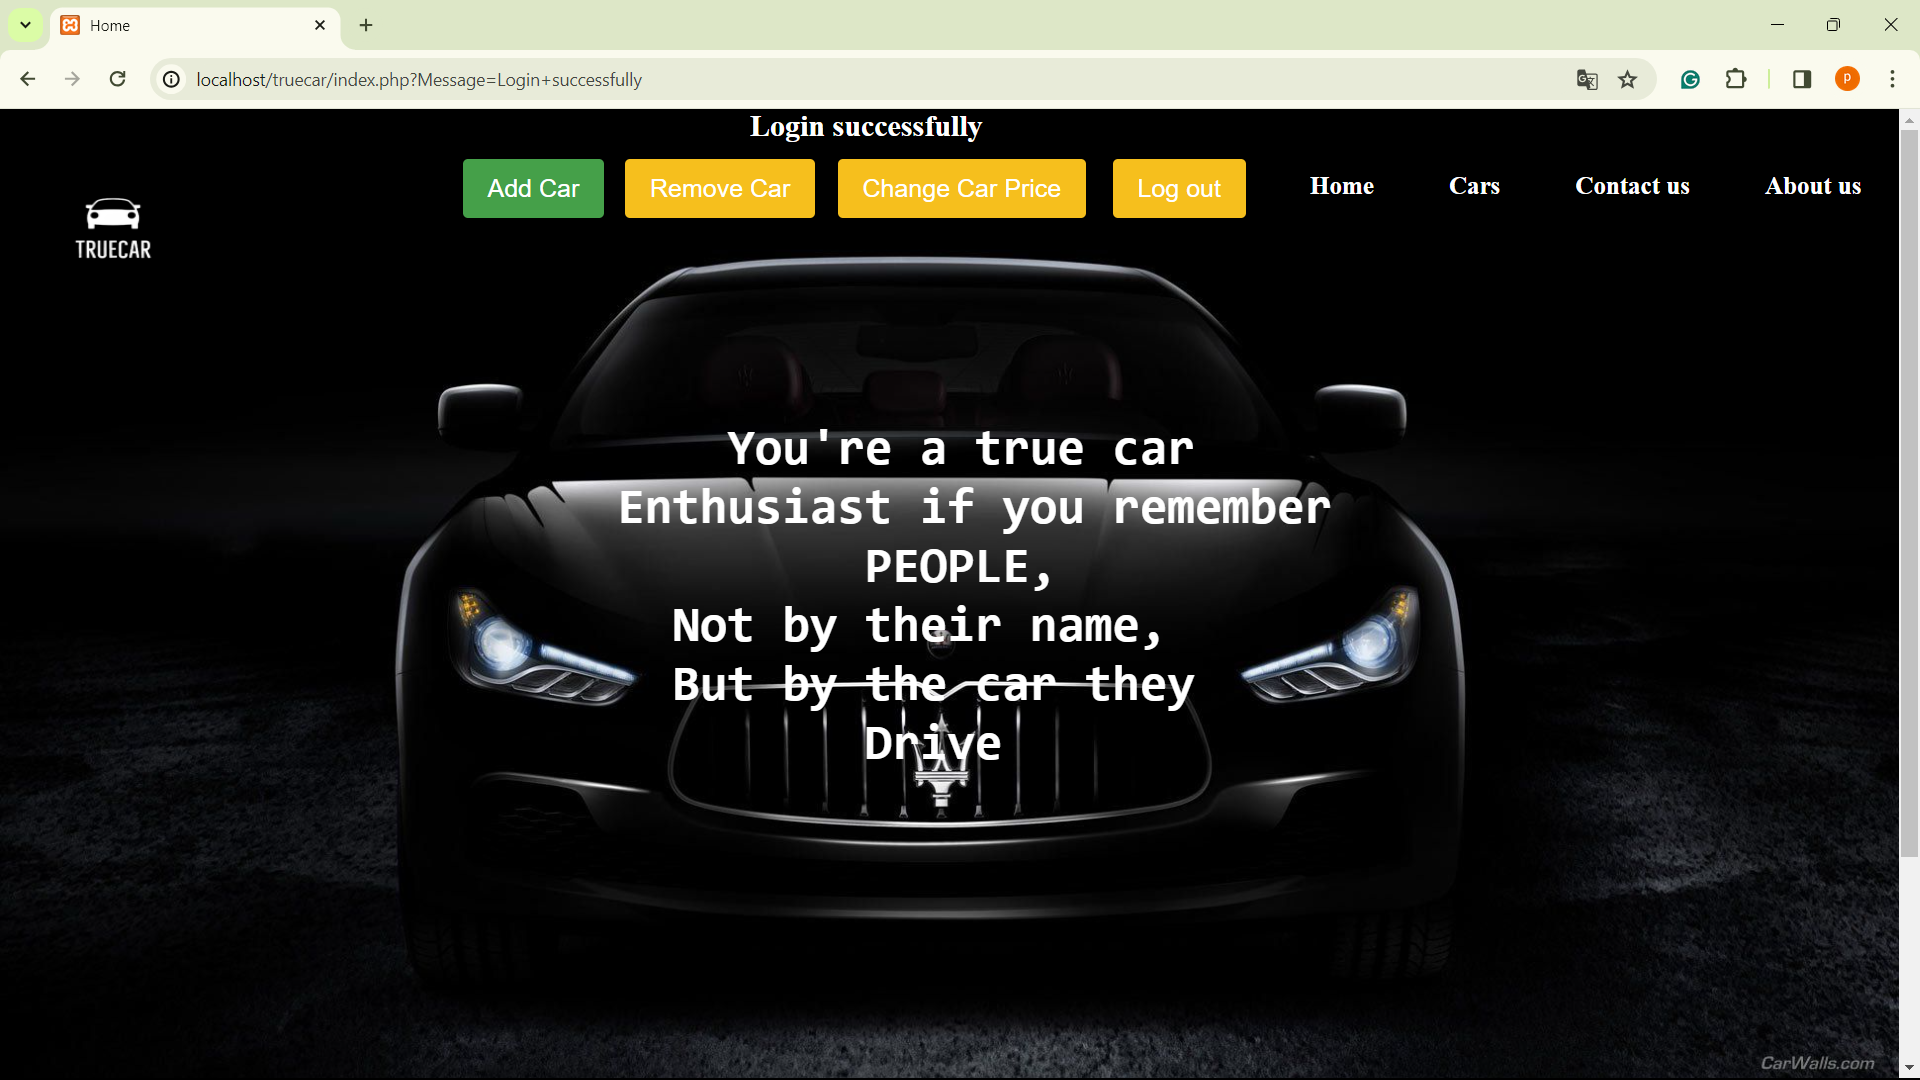 Home
localhost/truecar/index.php?Message=Login+successfully
P
Login successfully
Add Car
Remove Car
Change Car Price
Log out
Home
Cars
Contact us
About us
TRUECAR
You're a true car
Enthusiast if you remember
PEOPLE,
Not by their name,
But by the car they
Drive
CarWalls.com